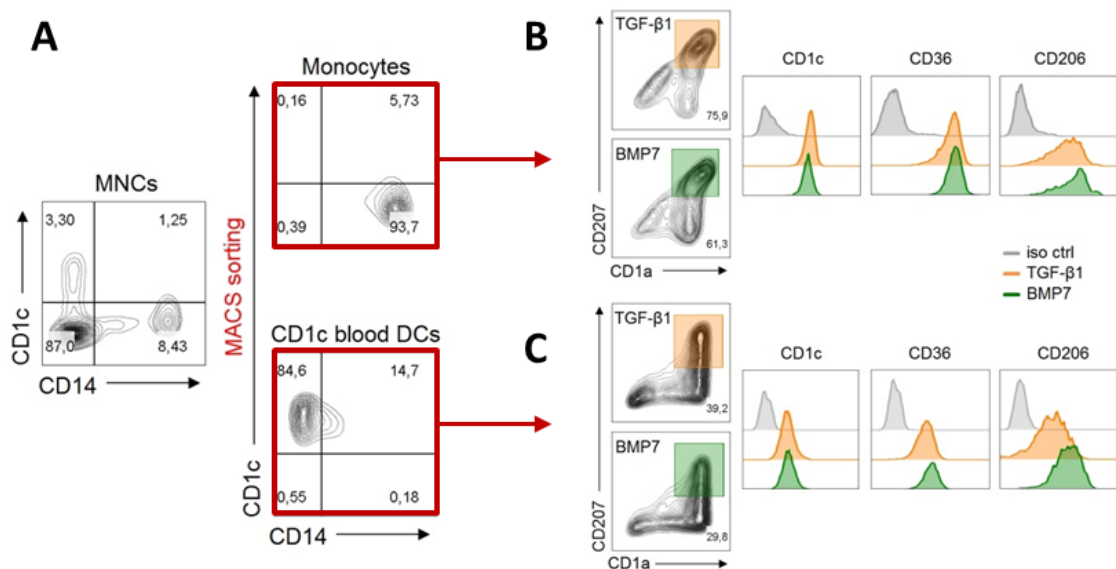 A
MNCs
3,30
1,25
87,0
8,43
CD1c
CD14
MACS sorting
Monocytes
0,16
5,73
0,39
93,7
CD1c blood DCs
84,6
14,7
0,55
0,18
CD1c
CD14
B
TGF-β1
75,9
BMP7
61,3
CD207
CD1a
CD1c
CD36
CD206
iso ctrl
TGF-β1
BMP7
C
TGF-β1
39,2
BMP7
29,8
CD207
CD1a
CD1c
CD36
CD206